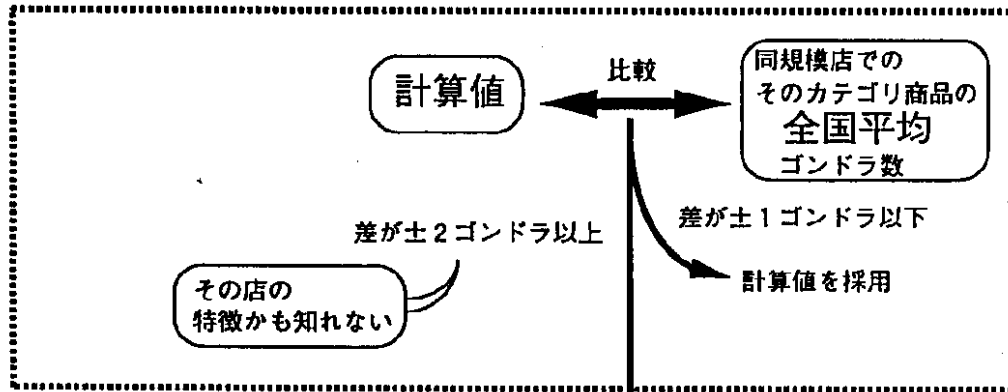 計算値
比較
同規模店での
そのカテゴリ商品の
全国平均
ゴンドラ数
差が±2ゴンドラ以上
差が±1ゴンドラ以下
計算値を採用
その店の
特徴かも知れない